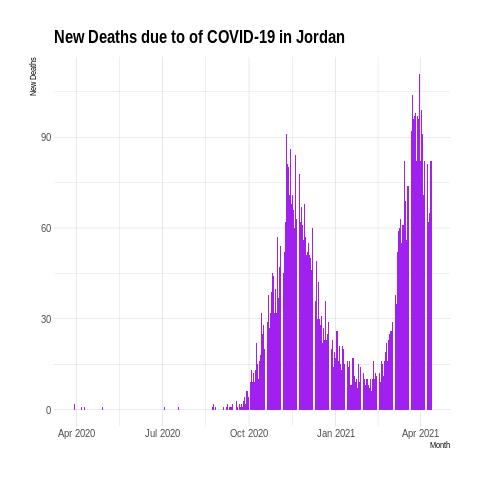 New Deaths due to of COVID-19 in Jordan
New Deaths
90
60
30
0
Apr 2020 Jul 2020 Oct 2020 Jan 2021 Apr 2021
Month